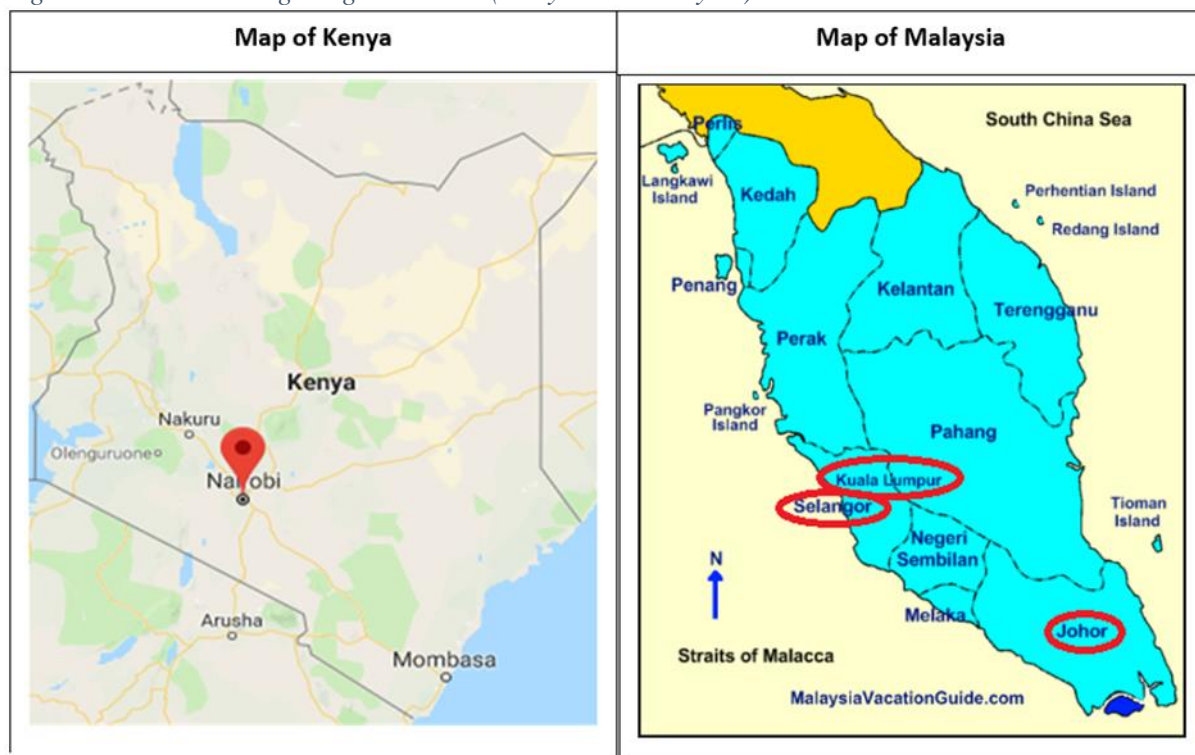 Map of Kenya
Map of Malaysia
Kenya
Nakuru
Olenguruone
Nairobi
Arusha
Mombasa
South China Sea
Perlis
Langkawi
Island
Kedah
Perhentian Island
Redang Island
Penang
Kelantan
Terengganu
Perak
Pangkor
Island
Pahang
Kuala Lumpur
Selangor
Tioman
Island
Negeri
Sembilan
N
Melaka
Johor
Straits of Malacca
MalaysiaVacationGuide.com